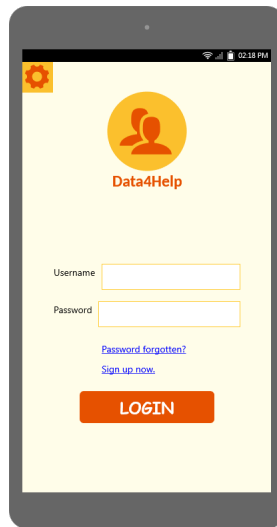 02:18 PM
Data4Help
Username
Password
Password forgotten?
Sign up now.
LOGIN